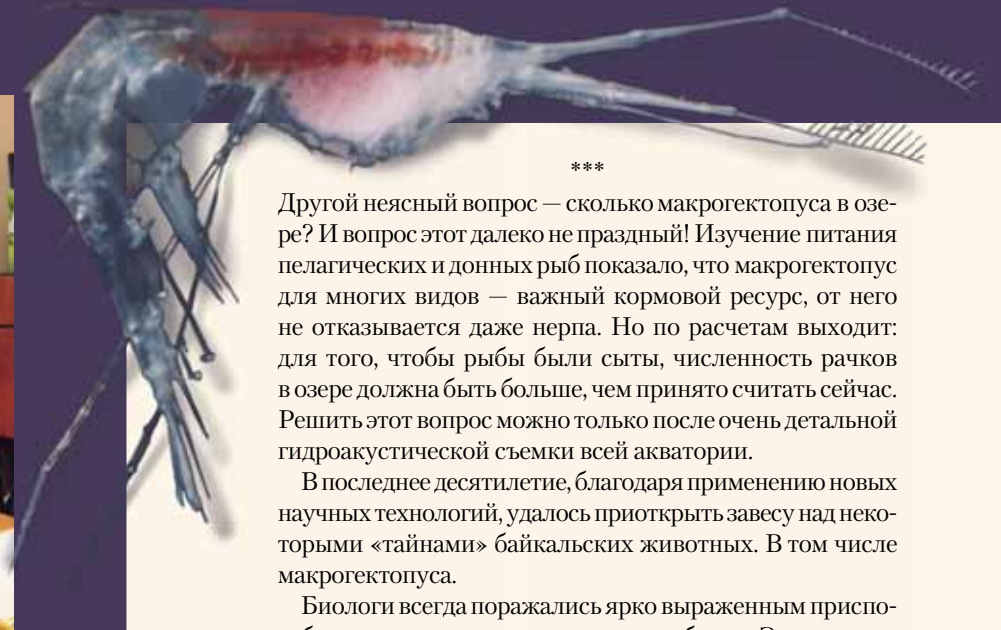 ***
Другой неясный вопрос — сколько макрогектопуса в озе-
ре? И вопрос этот далеко не праздный! Изучение питания
пелагических и донных рыб показало, что макрогектопус
для многих видов — важный кормовой ресурс, от него
не отказывается даже нерпа. Но по расчетам выходит:
для того, чтобы рыбы были сыты, численность рачков
в озере должна быть больше, чем принято считать сейчас.
Решить этот вопрос можно только после очень детальной
гидроакустической съемки всей акватории.
В последнее десятилетие, благодаря применению новых
научных технологий, удалось приоткрыть завесу над неко-
торыми «тайнами» байкальских животных. В том числе
макрогектопуса.
Биологи всегда поражались ярко выраженным приспо-